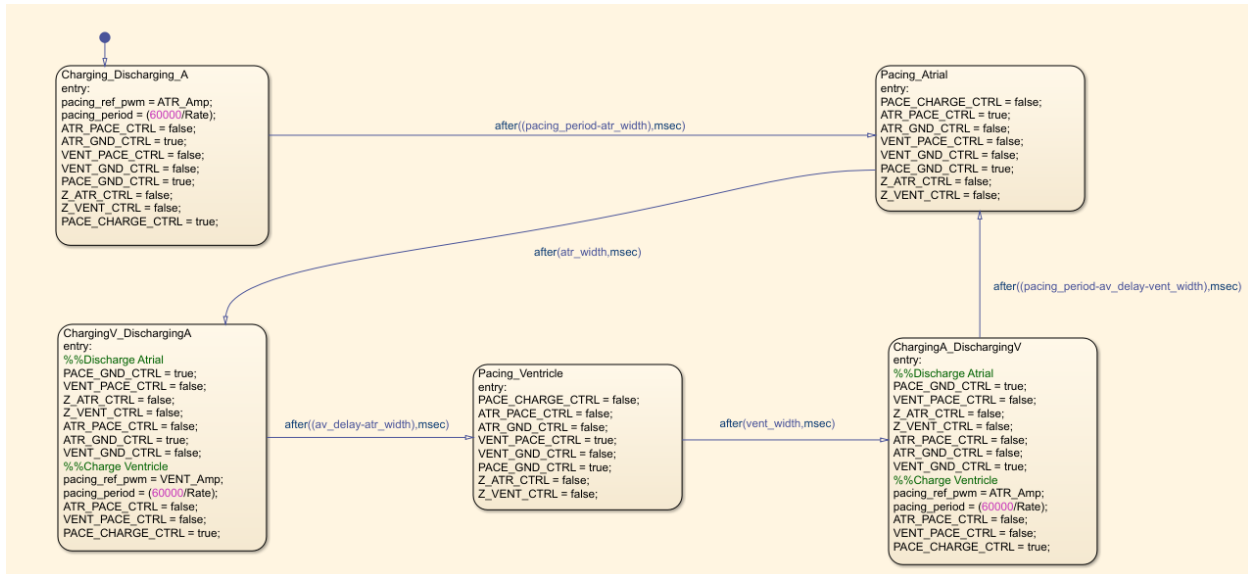 Charging_Discharging_A
entry:
pacing_ref_pwm = ATR_Amp;
pacing_period = (60000/Rate);
ATR_PACE_CTRL = false;
ATR_GND_CTRL = true;
VENT_PACE_CTRL = false;
VENT_GND_CTRL = false;
PACE_GND_CTRL = true;
Z_ATR_CTRL = false;
Z_VENT_CTRL = false;
PACE_CHARGE_CTRL = true;
after((pacing_period-atr_width),msec)
Pacing_Atrial
entry:
PACE_CHARGE_CTRL = false;
ATR_PACE_CTRL = true;
ATR_GND_CTRL = false;
VENT_PACE_CTRL = false;
VENT_GND_CTRL = false;
PACE_GND_CTRL = true;
Z_ATR_CTRL = false;
Z_VENT_CTRL = false;
after(atr_width,msec)
after((pacing_period-av_delay-vent_width),msec)
ChargingV_DischargingA
entry:
%%Discharge Atrial
PACE_GND_CTRL = true;
VENT_PACE_CTRL = false;
Z_ATR_CTRL = false;
Z_VENT_CTRL = false;
ATR_PACE_CTRL = false;
ATR_GND_CTRL = true;
VENT_GND_CTRL = false;
%%Charge Ventricle
pacing_ref_pwm = VENT_Amp;
pacing_period = (60000/Rate);
ATR_PACE_CTRL = false;
VENT_PACE_CTRL = false;
PACE_CHARGE_CTRL = true;
after((av_delay-atr_width),msec)
Pacing_Ventricle
entry:
PACE_CHARGE_CTRL = false;
ATR_PACE_CTRL = false;
ATR_GND_CTRL = false;
VENT_PACE_CTRL = true;
VENT_GND_CTRL = false;
PACE_GND_CTRL = true;
Z_ATR_CTRL = false;
Z_VENT_CTRL = false;
after(vent_width,msec)
ChargingA_DischargingV
entry:
%%Discharge Atrial
PACE_GND_CTRL = true;
VENT_PACE_CTRL = false;
Z_ATR_CTRL = false;
Z_VENT_CTRL = false;
ATR_PACE_CTRL = false;
ATR_GND_CTRL = false;
VENT_GND_CTRL = true;
%%Charge Ventricle
pacing_ref_pwm = ATR_Amp;
pacing_period = (60000/Rate);
ATR_PACE_CTRL = false;
VENT_PACE_CTRL = false;
PACE_CHARGE_CTRL = true;